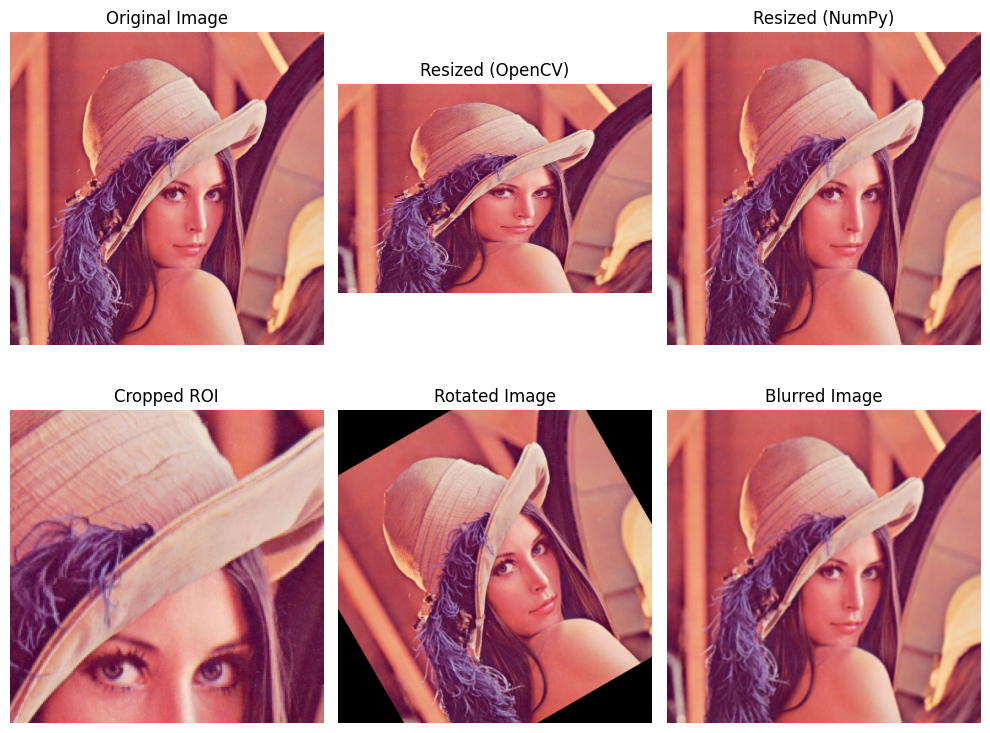 Original Image
Resized (OpenCV)
Resized (NumPy)
Cropped ROI
Rotated Image
Blurred Image